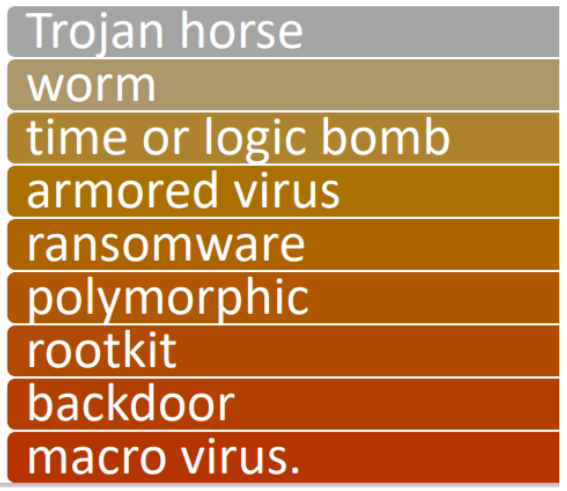 Trojan horse
worm
time or logic bomb
armored virus
ransomware
polymorphic
rootkit
backdoor
macro virus.